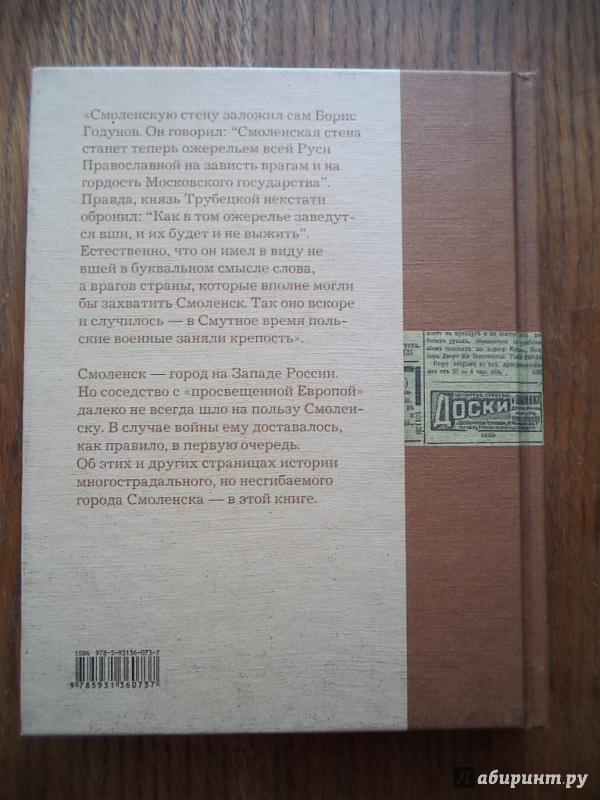 «Смоленскую стену заложил сам Борис
Годунов. Он говорил: “Смоленская стена
станет теперь ожерельем всей Руси
Православной на зависть врагам и на
гордость Московского государства”.
Правда, князь Трубецкой некстати
обронил: “Как в том ожерелье заведут-
ся вши, и их будет и не выжить”.
Естественно, что он имел в виду не
вшей в буквальном смысле слова,
а врагов страны, которые вполне могли
бы захватить Смоленск. Так оно вскоре
и случилось — в Смутное время поль-
ские военные заняли крепость».
Смоленск — город на Западе России.
Но соседство с «просвещенной Европой»
далеко не всегда шло на пользу Смолен-
ску. В случае войны ему доставалось,
как правило, в первую очередь.
Об этих и других страницах истории
многострадального, но несгибаемого
города Смоленска — в этой книге.
ДОСКИ
ISBN 978-5-93136-073-7
9 785931 360737
Лабиринт.ру